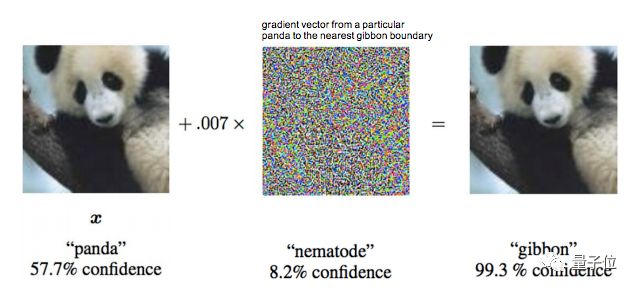 gradient vector from a particular
panda to the nearest gibbon boundary
+ .007 ×
=
x
"panda"
57.7% confidence
"nematode"
8.2% confidence
"gibbon"
99.3 % confidence
量子位